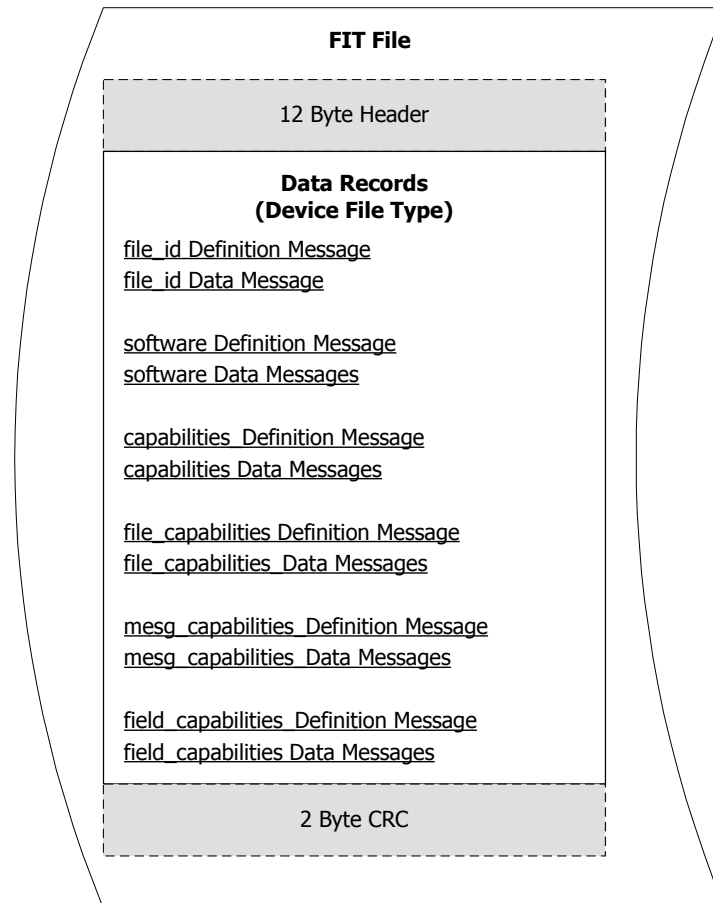 FIT File
12 Byte Header
Data Records
(Device File Type)
file_id Definition Message
file_id Data Message
software Definition Message
software Data Messages
capabilities_Definition Message
capabilities Data Messages
file_capabilities Definition Message
file_capabilities_Data Messages
mesg_capabilities_Definition Message
mesg_capabilities_Data Messages
field_capabilities_Definition Message
field_capabilities Data Messages
2 Byte CRC